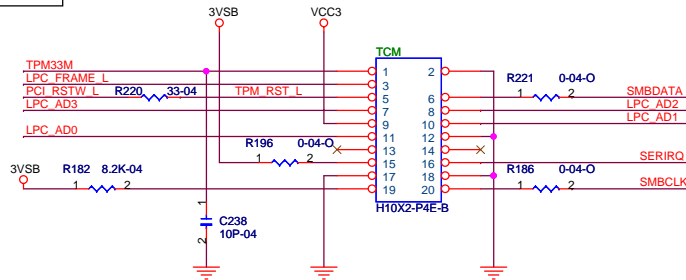 3VSB VCC3
TCM
TPM33M 1 2
LPC_FRAME_L 3 R221 0-04-O
PCI_RSTW_L R220 33-04 TPM_RST_L 5 6 1 2 SMBDATA
LPC_AD3 7 8 LPC_AD2
9 10 LPC_AD1
LPC_AD0 11 12
R196 0-04-O 13 14
3VSB 1 2 15 16 SERIRQ
R182 8.2K-04 17 18 R186 0-04-O
1 2 19 20 1 2 SMBCLK
H10X2-P4E-B
1
C238
2 10P-04